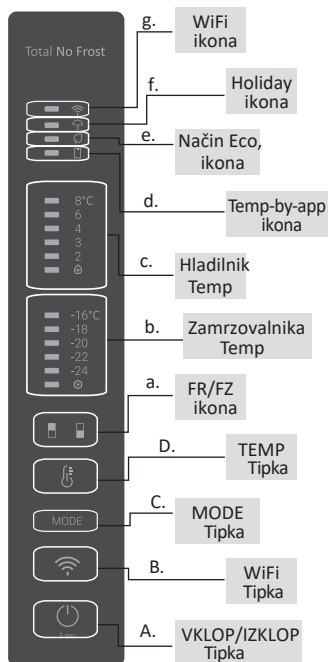 g.
WiFi
ikona
Total No Frost
f.
Holiday
ikona
e.
Način Eco,
ikona
d.
Temp-by-app
ikona
8°C
6
4
3
2
c.
Hladilnik
Temp
-16°C
-18
-20
-22
-24
b.
Zamrzovalnika
Temp
a.
FR/FZ
ikona
D.
TEMP
Tipka
MODE
C.
MODE
Tipka
B.
WiFi
Tipka
3 sec
A.
VKLOP/IZKLOP
Tipka